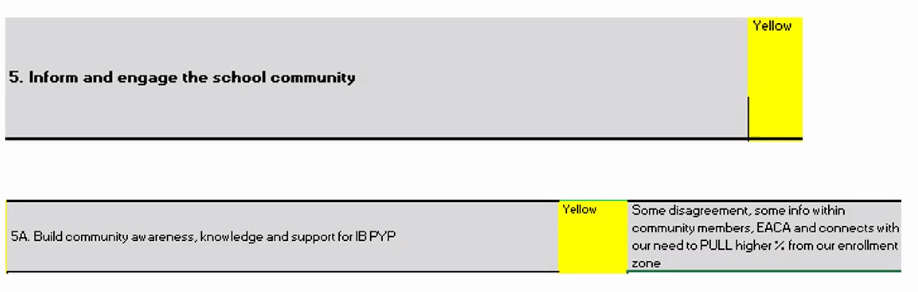 Yellow
5. Inform and engage the school community
5A. Build community awareness, knowledge and support for IB PYP
Yellow
Some disagreement, some info within
community members, EACA and connects with
our need to PULL higher % from our enrollment
zone